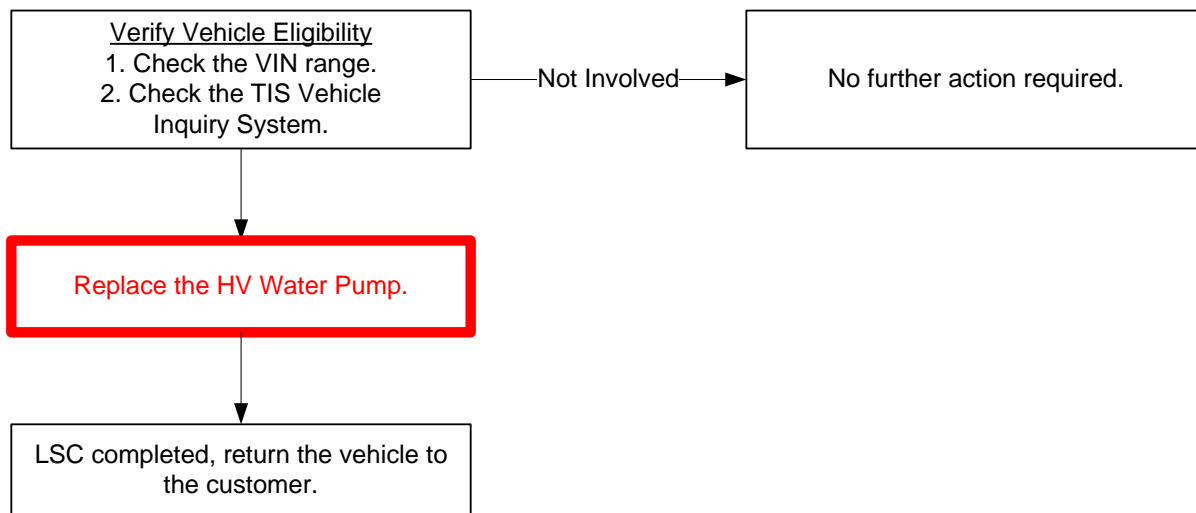 Verify Vehicle Eligibility
1. Check the VIN range.
2. Check the TIS Vehicle
Inquiry System.
Not Involved
No further action required.
Replace the HV Water Pump.
LSC completed, return the vehicle to
the customer.